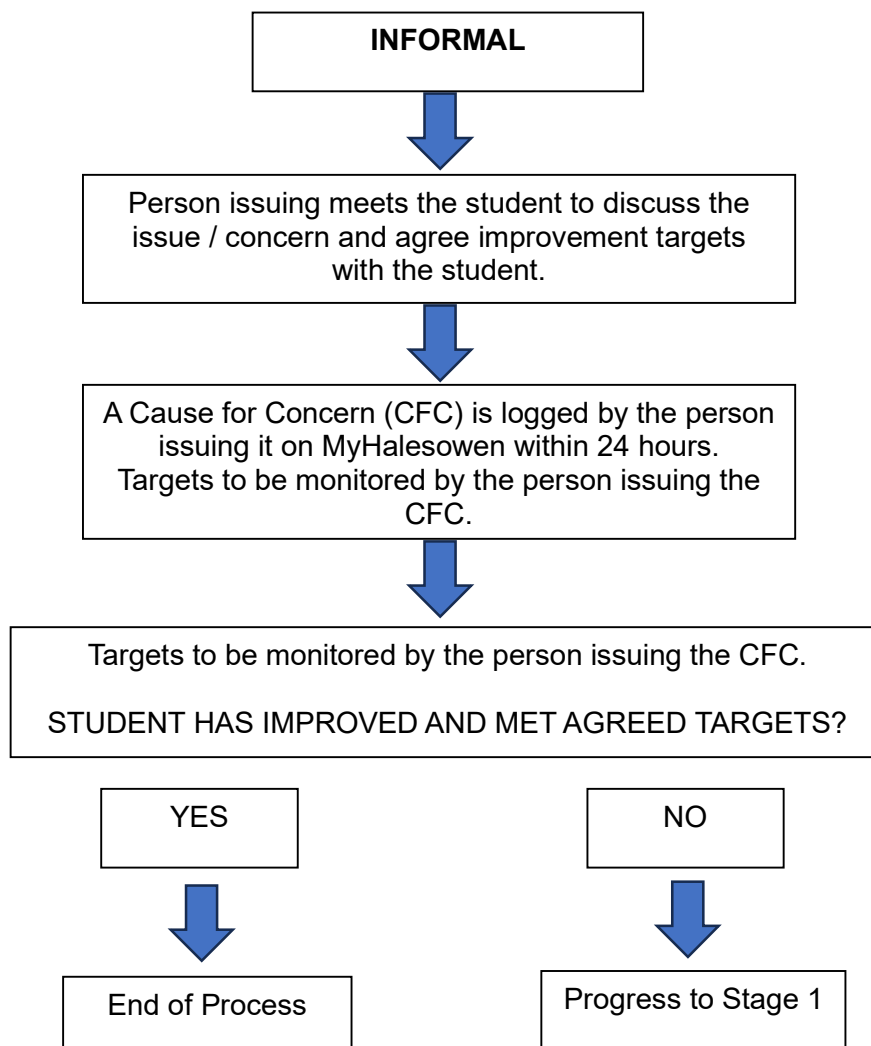 INFORMAL
Person issuing meets the student to discuss the
issue / concern and agree improvement targets
with the student.
A Cause for Concern (CFC) is logged by the person
issuing it on MyHalesowen within 24 hours.
Targets to be monitored by the person issuing the
CFC.
Targets to be monitored by the person issuing the CFC.
STUDENT HAS IMPROVED AND MET AGREED TARGETS?
YES
NO
End of Process
Progress to Stage 1